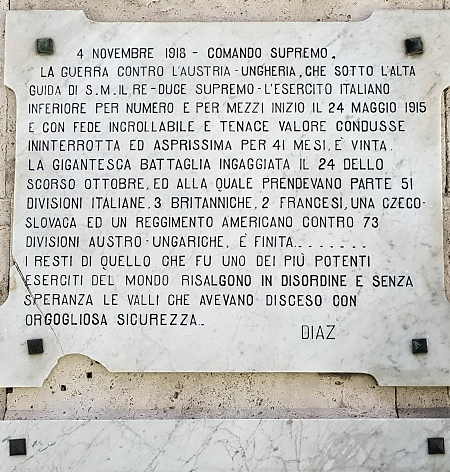 4 NOVEMBRE 1918 - COMANDO SUPREMO.
LA GUERRA CONTRO L'AUSTRIA-UNGHERIA, CHE SOTTO L'ALTA
GUIDA DI S.M. IL RE-DUCE SUPREMO-L'ESERCITO ITALIANO
INFERIORE PER NUMERO E PER MEZZI INIZIO IL 24 MAGGIO 1915
E CON FEDE INCROLLABILE E TENACE VALORE CONDUSSE
ININTERROTTA ED ASPRISSIMA PER 41 MESI, E' VINTA.
LA GIGANTESCA BATTAGLIA INGAGGIATA IL 24 DELLO
SCORSO OTTOBRE, ED ALLA QUALE PRENDEVANO PARTE 51
DIVISIONI ITALIANE. 3 BRITANNICHE, 2 FRANCESI, UNA CZECO-
SLOVACA ED UN REGGIMENTO AMERICANO CONTRO 73
DIVISIONI AUSTRO-UNGARICHE, E FINITA........
I RESTI DI QUELLO CHE FU UNO DEI PIÙ POTENTI
ESERCITI DEL MONDO RISALGONO IN DISORDINE E SENZA
SPERANZA LE VALLI CHE AVEVANO DISCESO CON
ORGOGLIOSA SICUREZZA..
DIAZ